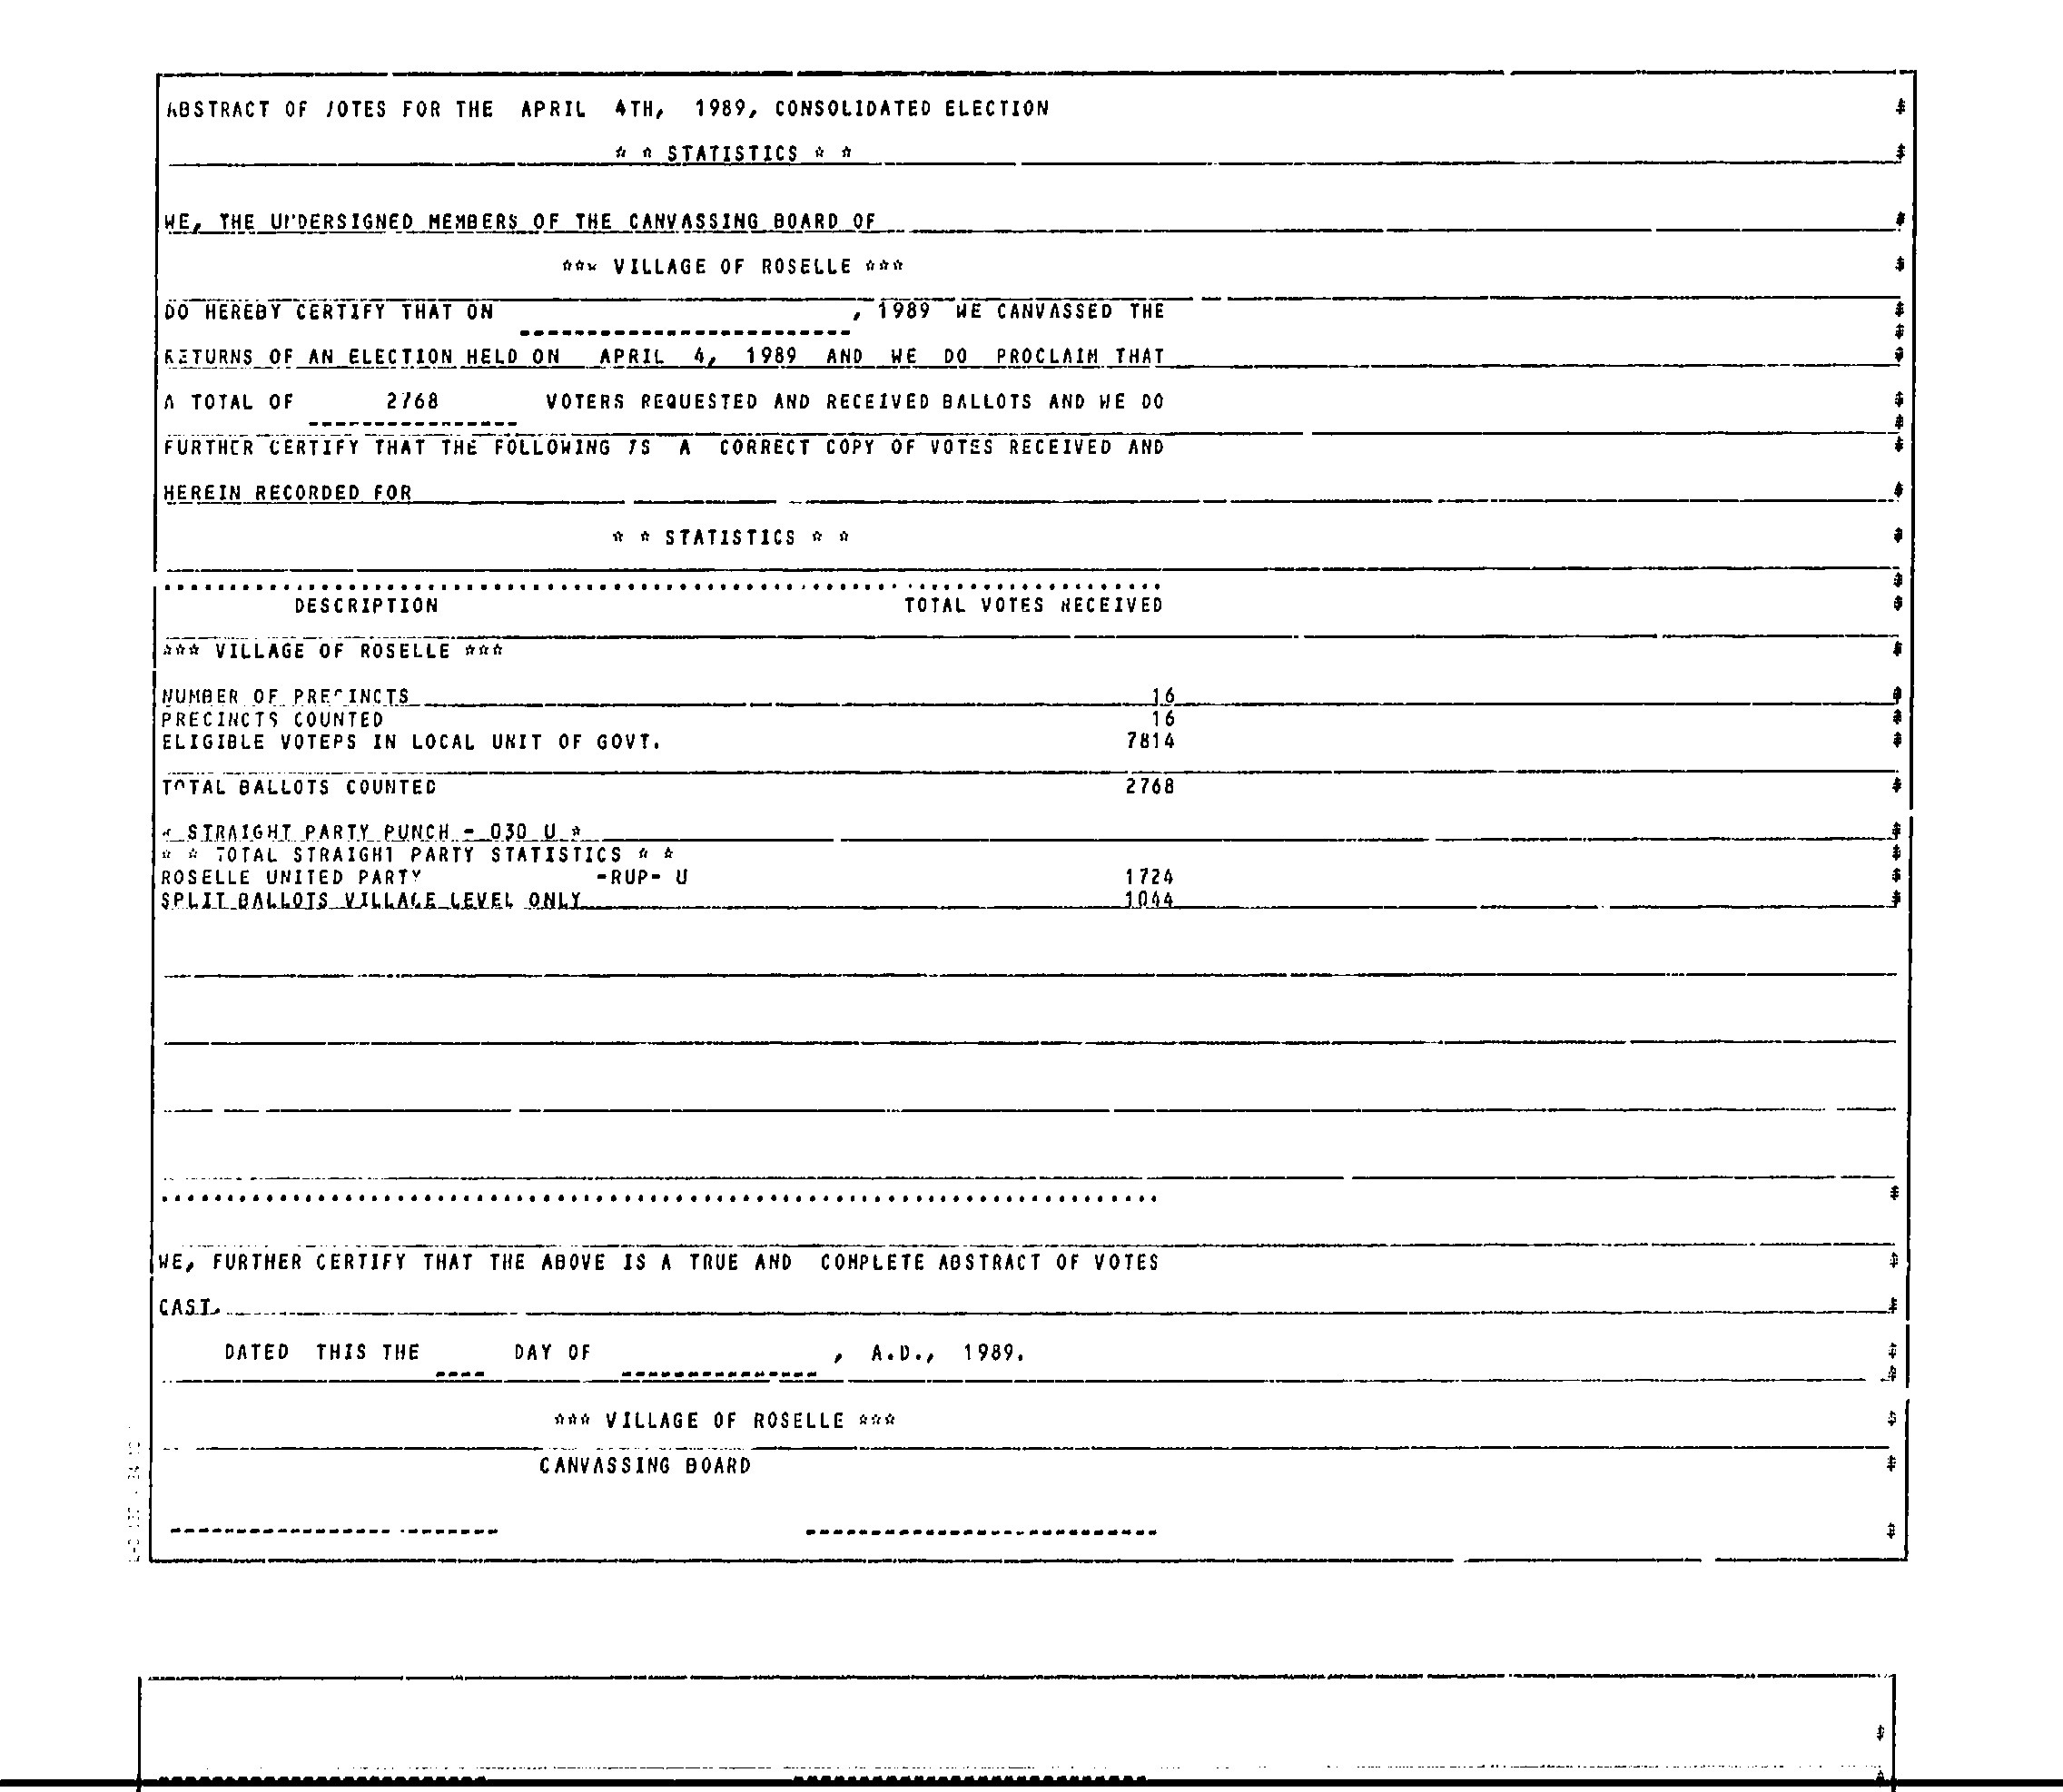 ABSTRACT OF VOTES FOR THE APRIL 4TH, 1989, CONSOLIDATED ELECTION
* * STATISTICS * *
WE, THE UNDERSIGNED MEMBERS OF THE CANVASSING BOARD OF
*** VILLAGE OF ROSELLE ***
DO HEREBY CERTIFY THAT ON , 1989 WE CANVASSED THE
RETURNS OF AN ELECTION HELD ON APRIL 4, 1989 AND WE DO PROCLAIM THAT
A TOTAL OF 2768 VOTERS REQUESTED AND RECEIVED BALLOTS AND WE DO
FURTHER CERTIFY THAT THE FOLLOWING IS A CORRECT COPY OF VOTES RECEIVED AND
HEREIN RECORDED FOR
* * STATISTICS * *
DESCRIPTION TOTAL VOTES RECEIVED
*** VILLAGE OF ROSELLE ***
NUMBER OF PRECINCTS 16
PRECINCTS COUNTED 16
ELIGIBLE VOTERS IN LOCAL UNIT OF GOVT. 7814
TOTAL BALLOTS COUNTED 2768
* STRAIGHT PARTY PUNCH - 030 U *
* * TOTAL STRAIGHT PARTY STATISTICS * *
ROSELLE UNITED PARTY -RUP- U 1724
SPLIT BALLOTS VILLAGE LEVEL ONLY 1044
WE, FURTHER CERTIFY THAT THE ABOVE IS A TRUE AND COMPLETE ABSTRACT OF VOTES
CAST.
DATED THIS THE DAY OF , A.D., 1989.
*** VILLAGE OF ROSELLE ***
CANVASSING BOARD